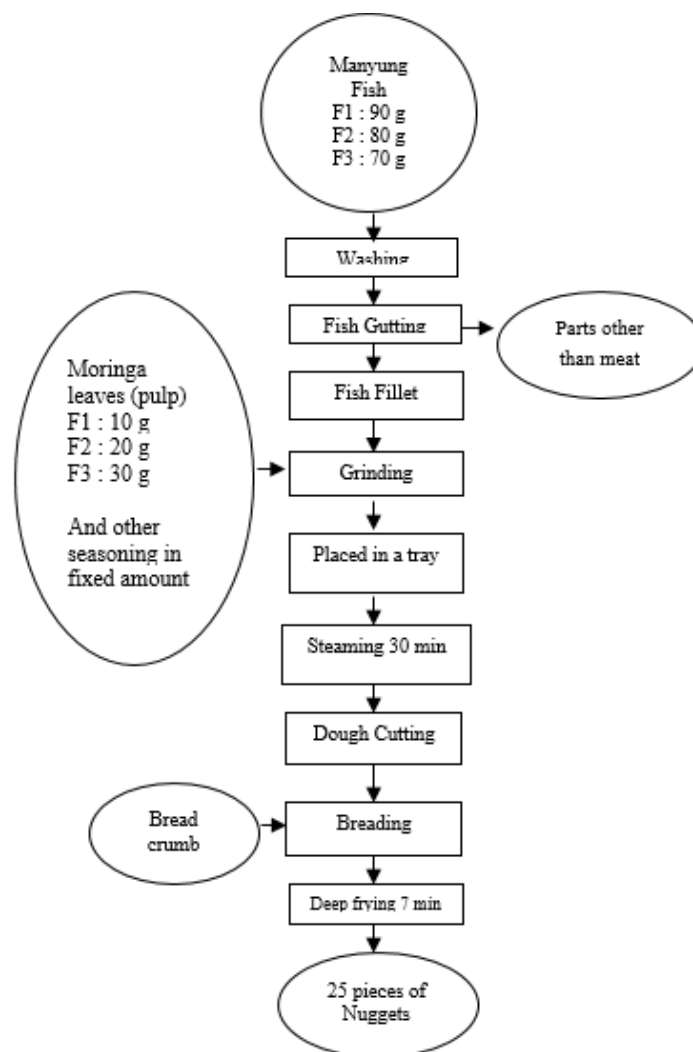 Manyung
Fish
F1 : 90 g
F2 : 80 g
F3 : 70 g
Washing
Fish Gutting
Parts other
than meat
Fish Fillet
Moringa
leaves (pulp)
F1 : 10 g
F2 : 20 g
F3 : 30 g
And other
seasoning in
fixed amount
Grinding
Placed in a tray
Steaming 30 min
Dough Cutting
Bread
crumb
Breading
Deep frying 7 min
25 pieces of
Nuggets